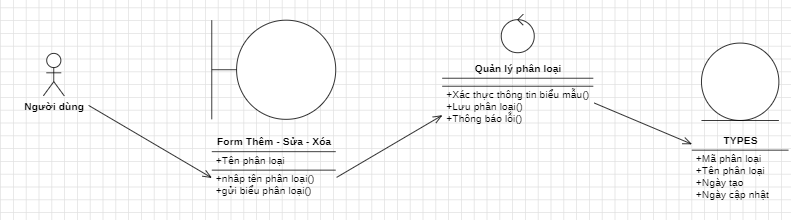 Người dùng
Form Thêm - Sửa - Xóa
+Tên phân loại
+nhập tên phân loại()
+gửi biểu phân loại()
Quản lý phân loại
+Xác thực thông tin biểu mẫu()
+Lưu phân loại()
+Thông báo lỗi()
TYPES
+Mã phân loại
+Tên phân loại
+Ngày tạo
+Ngày cập nhật